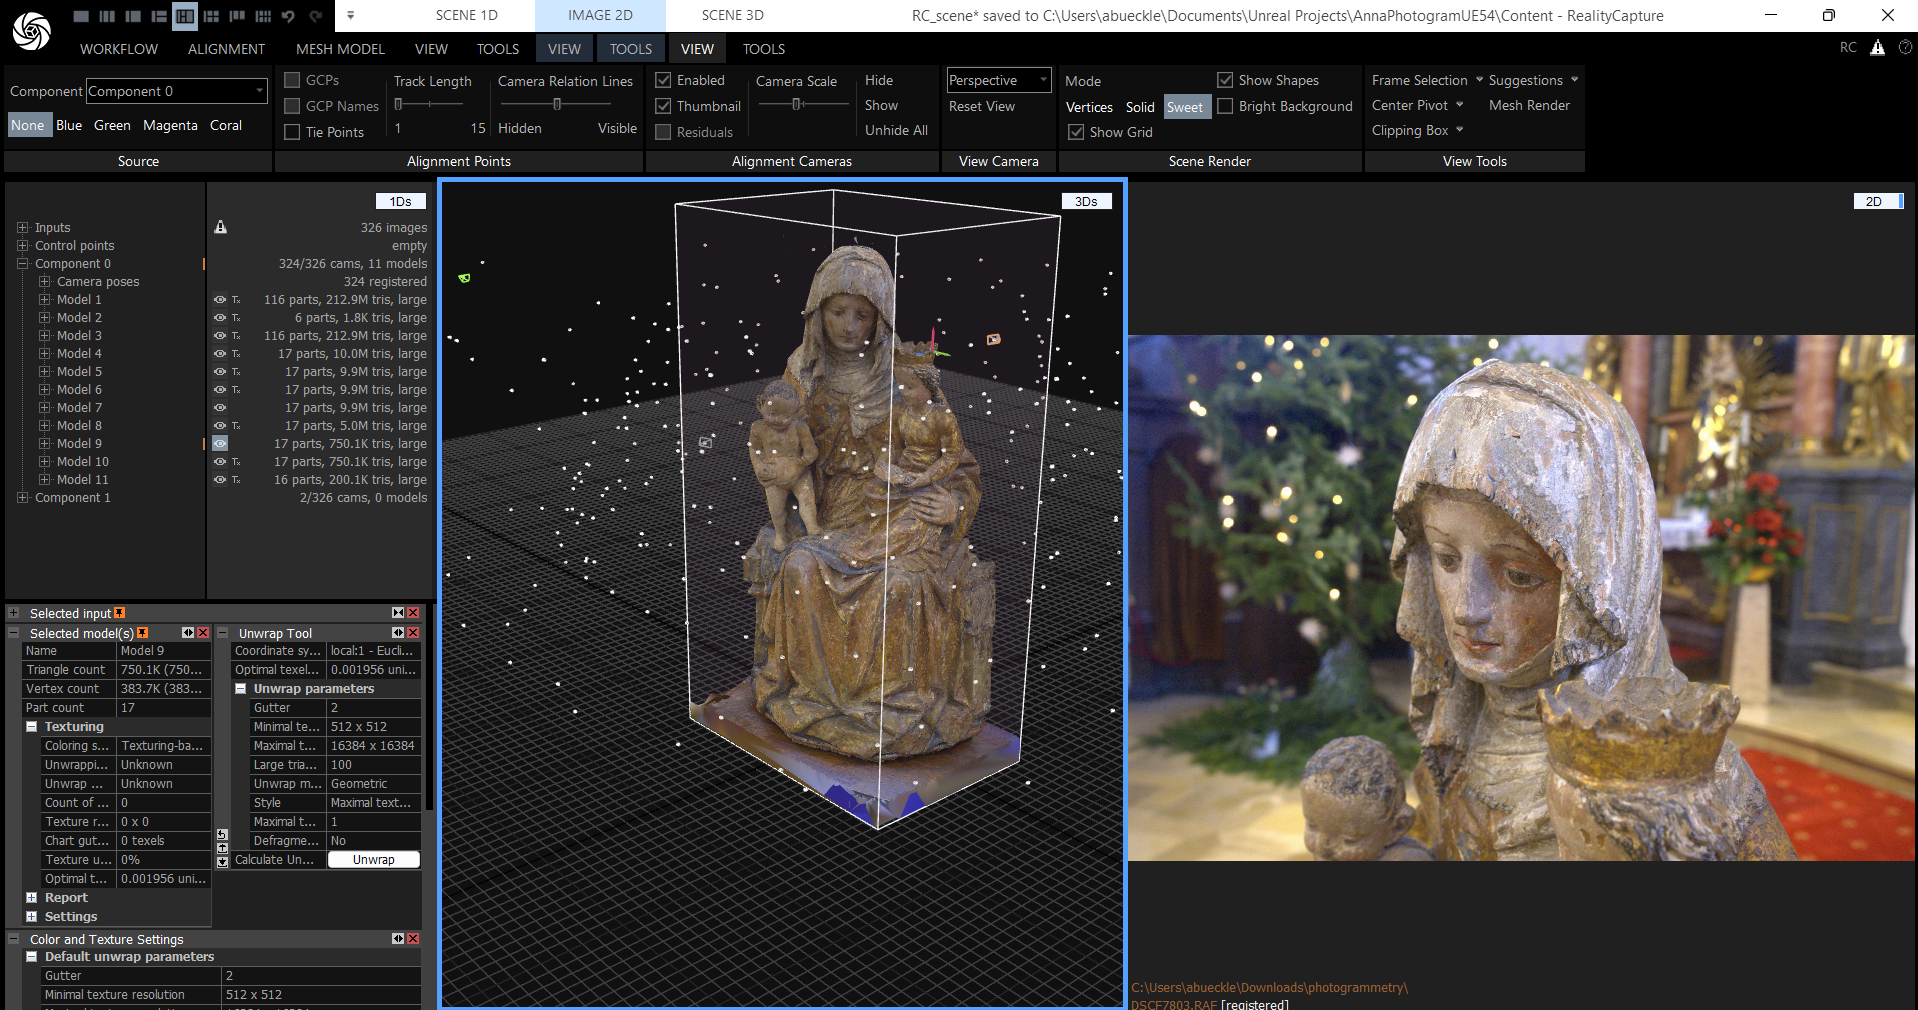 SCENE 1D
IMAGE 2D
SCENE 3D
RC_scene* saved to C:\Users\abueckle\Documents\Unreal Projects\AnnaPhotogramUE54\Content - RealityCapture
WORKFLOW
ALIGNMENT
MESH MODEL
VIEW
TOOLS
VIEW
TOOLS
VIEW
TOOLS
RC
Component
Component 0
None
Blue
Green
Magenta
Coral
Source
GCPs
GCP Names
Tie Points
Track Length
1
15
Camera Relation Lines
Hidden
Visible
Alignment Points
Enabled
Thumbnail
Residuals
Camera Scale
Hide
Show
Unhide All
Alignment Cameras
Perspective
Reset View
View Camera
Mode
Vertices
Solid
Sweet
Show Grid
Show Shapes
Bright Background
Scene Render
Frame Selection
Center Pivot
Clipping Box
Suggestions
Mesh Render
View Tools
1Ds
Inputs 326 images
Control points empty
Component 0 324/326 cams, 11 models
Camera poses 324 registered
Model 1 Tx 116 parts, 212.9M tris, large
Model 2 Tx 6 parts, 1.8K tris, large
Model 3 Tx 116 parts, 212.9M tris, large
Model 4 Tx 17 parts, 10.0M tris, large
Model 5 Tx 17 parts, 9.9M tris, large
Model 6 Tx 17 parts, 9.9M tris, large
Model 7 17 parts, 9.9M tris, large
Model 8 Tx 17 parts, 5.0M tris, large
Model 9 17 parts, 750.1K tris, large
Model 10 Tx 17 parts, 750.1K tris, large
Model 11 Tx 16 parts, 200.1K tris, large
Component 1 2/326 cams, 0 models
Selected input
Selected model(s)
Name Model 9
Triangle count 750.1K (750...
Vertex count 383.7K (383...
Part count 17
Texturing
Coloring s... Texturing-ba...
Unwrappi... Unknown
Unwrap ... Unknown
Count of ... 0
Texture r... 0 x 0
Chart gut... 0 texels
Texture u... 0%
Optimal t... 0.001956 uni...
Report
Settings
Unwrap Tool
Coordinate sy... local:1 - Eucli...
Optimal texel... 0.001956 uni...
Unwrap parameters
Gutter 2
Minimal te... 512 x 512
Maximal t... 16384 x 16384
Large tria... 100
Unwrap m... Geometric
Style Maximal text...
Maximal t... 1
Defragme... No
Calculate Un... Unwrap
Color and Texture Settings
Default unwrap parameters
Gutter 2
Minimal texture resolution 512 x 512
3Ds
2D
C:\Users\abueckle\Downloads\photogrammetry\
DSCF7803.RAF [registered]